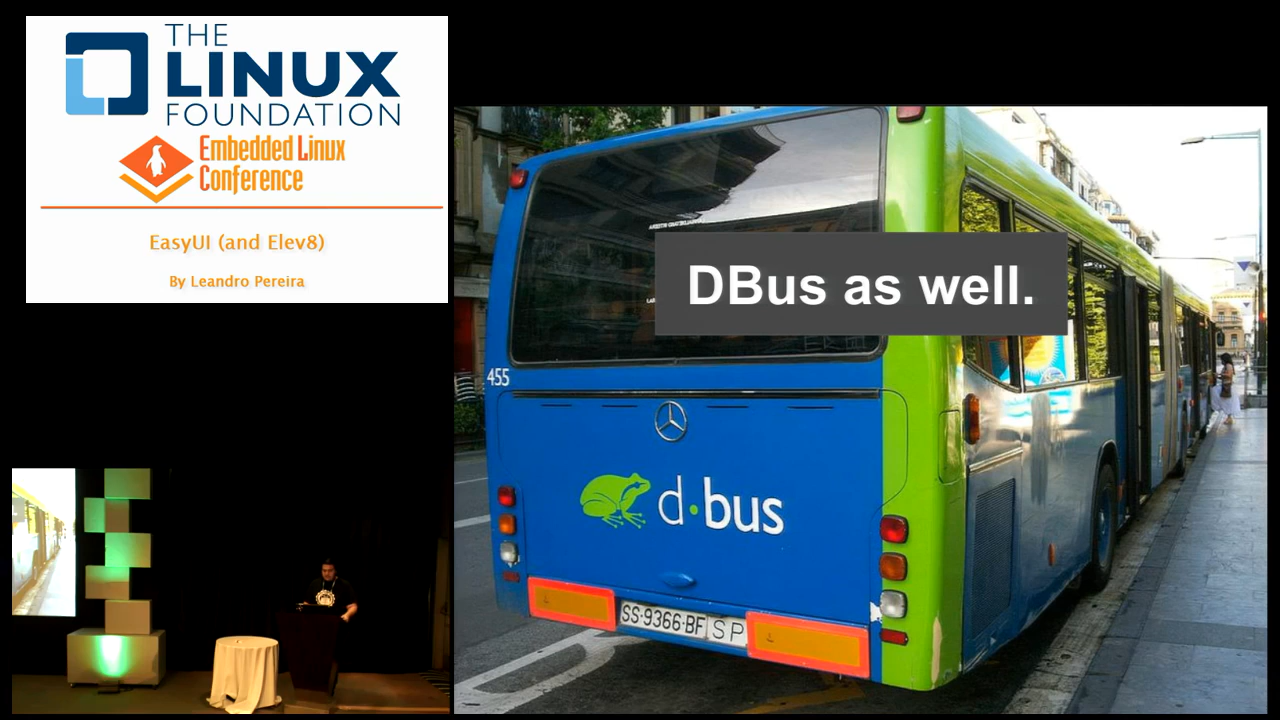 THE
LINUX
FOUNDATION
Embedded Linux
Conference
EasyUI (and Elev8)
By Leandro Pereira
DBus as well.
455
d·bus
SS·9366·BF SP